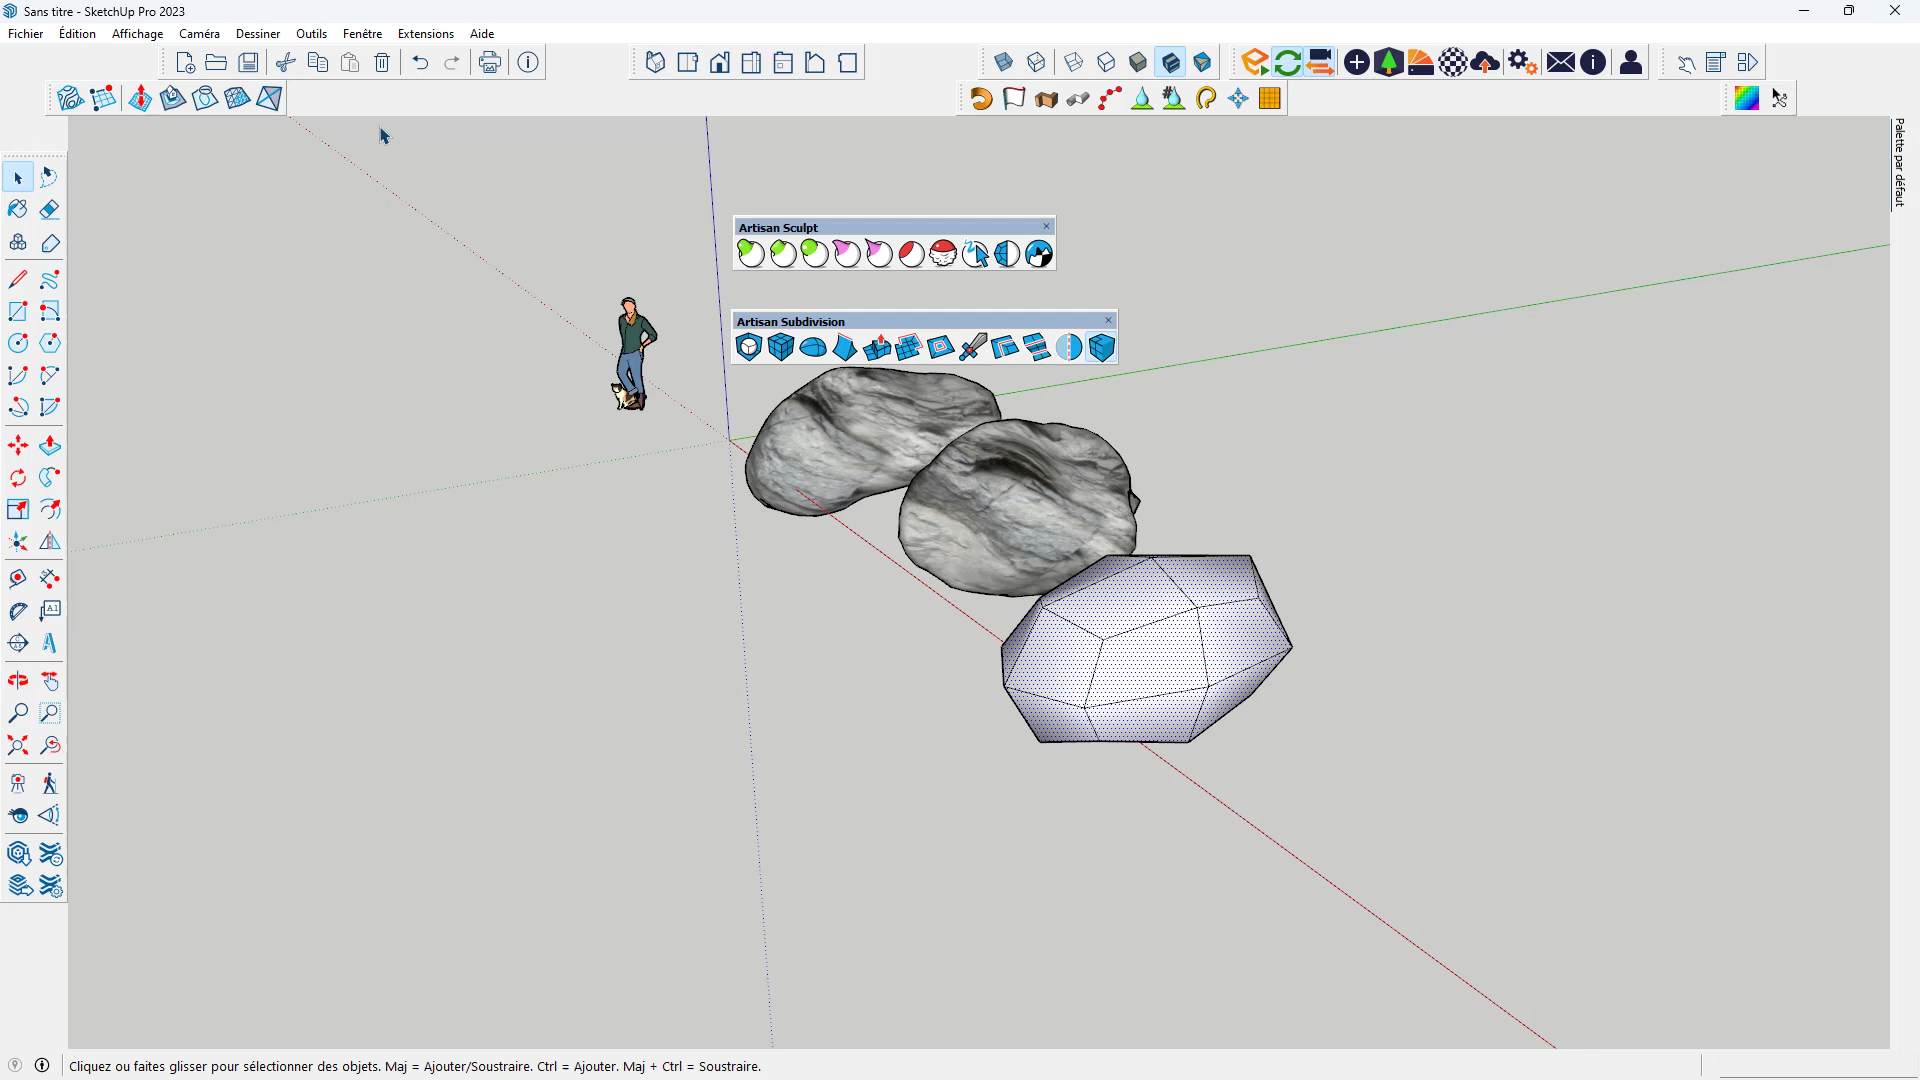 Sans titre - SketchUp Pro 2023
Fichier Édition Affichage Caméra Dessiner Outils Fenêtre Extensions Aide
Palette par défaut
Artisan Sculpt
Artisan Subdivision
A1
Cliquez ou faites glisser pour sélectionner des objets. Maj = Ajouter/Soustraire. Ctrl = Ajouter. Maj + Ctrl = Soustraire.